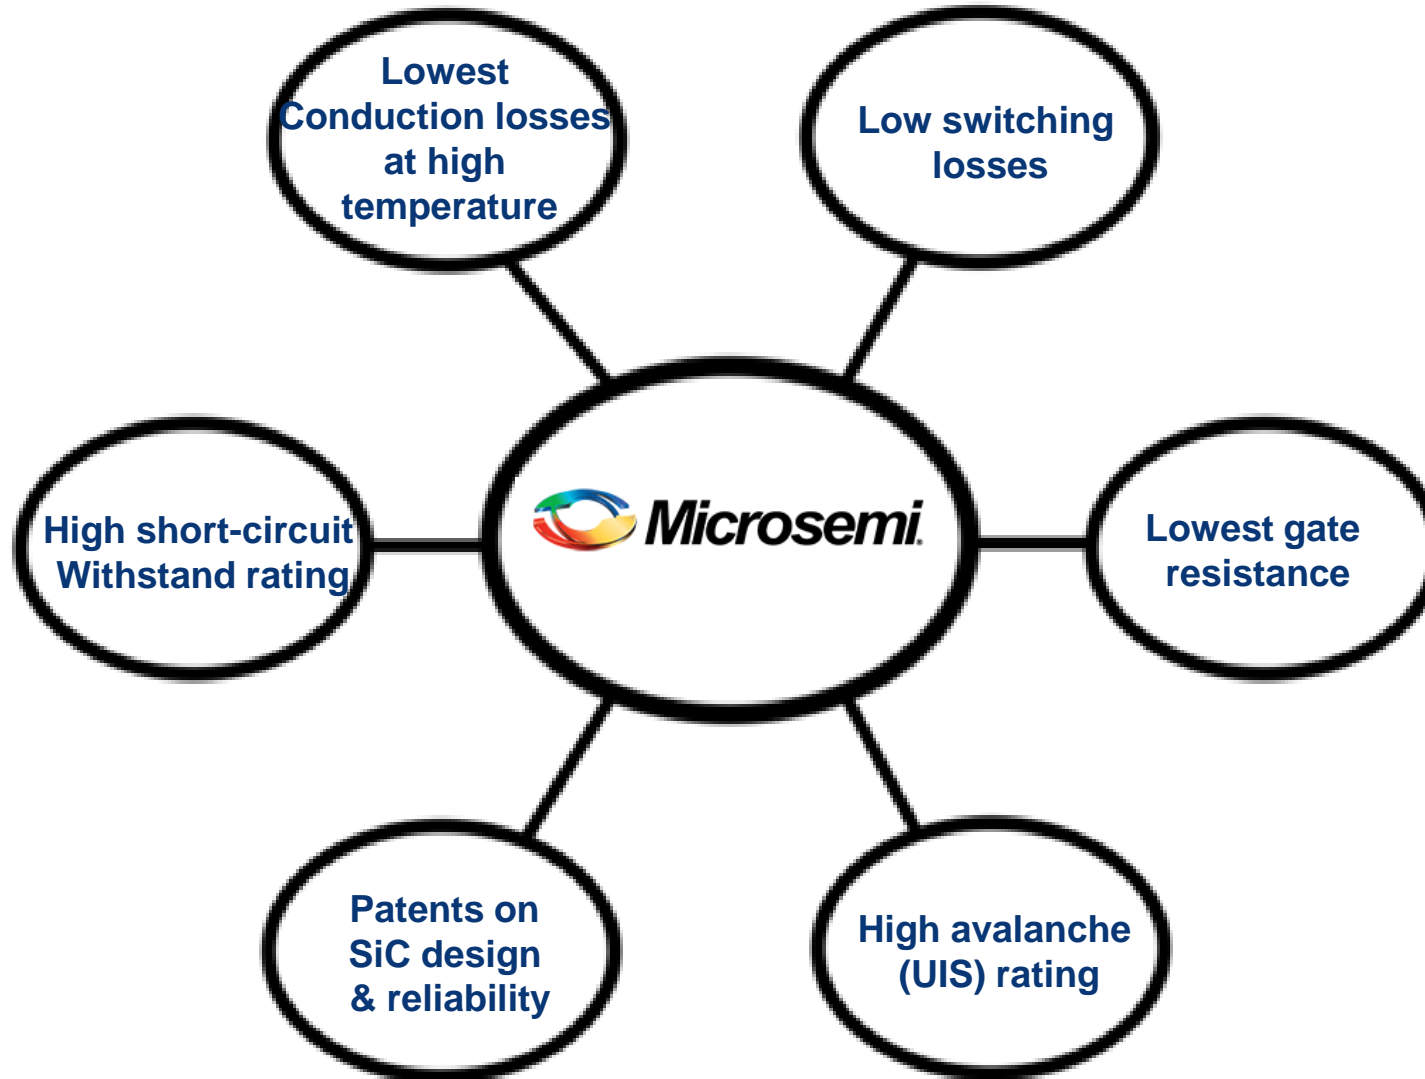 Lowest
Conduction losses
at high
temperature
Low switching
losses
High short-circuit
Withstand rating
Microsemi.
Lowest gate
resistance
Patents on
SiC design
& reliability
High avalanche
(UIS) rating